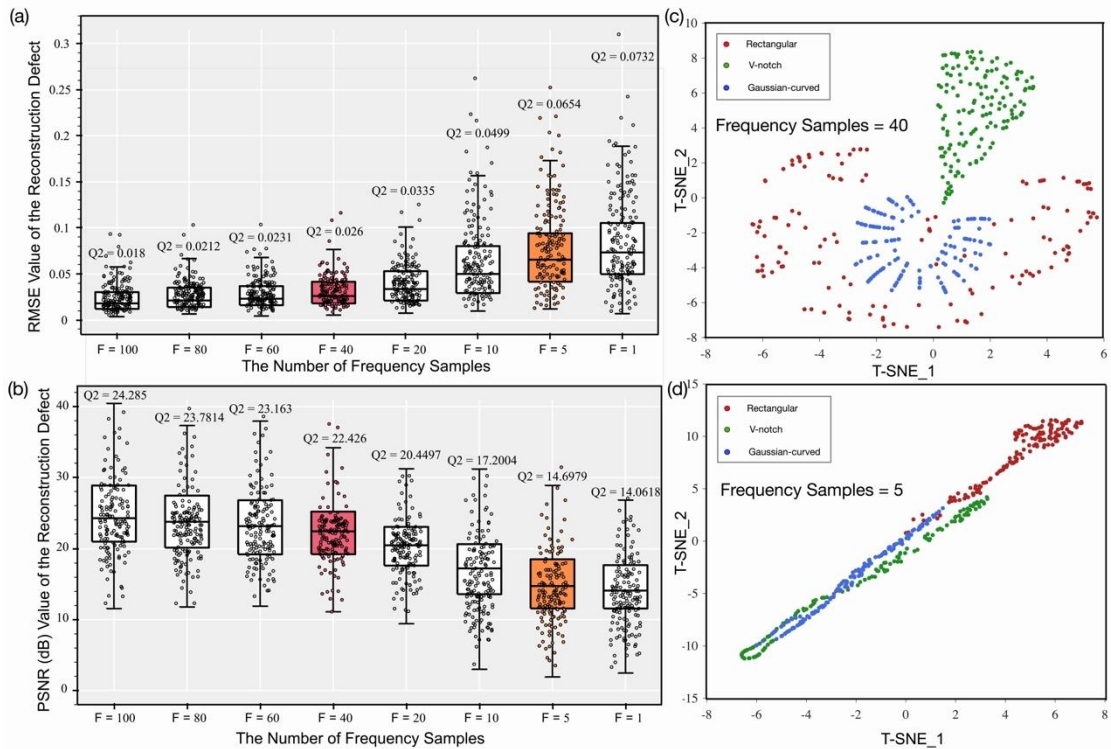 (a)
RMSE Value of the Reconstruction Defect
0.3
0.25
0.2
0.15
0.1
0.05
0
Q2 = 0.018
Q2 = 0.0212
Q2 = 0.0231
Q2 = 0.026
Q2 = 0.0335
Q2 = 0.0499
Q2 = 0.0654
Q2 = 0.0732
F = 100 F = 80 F = 60 F = 40 F = 20 F = 10 F = 5 F = 1
The Number of Frequency Samples
(c)
T-SNE_2
10
8
6
4
2
0
-2
-4
-6
-8
Rectangular
V-notch
Gaussian-curved
Frequency Samples = 40
-8 -6 -4 -2 0 2 4 6
T-SNE_1
(b)
PSNR (dB) Value of the Reconstruction Defect
40
30
20
10
0
Q2 = 24.285
Q2 = 23.7814
Q2 = 23.163
Q2 = 22.426
Q2 = 20.4497
Q2 = 17.2004
Q2 = 14.6979
Q2 = 14.0618
F = 100 F = 80 F = 60 F = 40 F = 20 F = 10 F = 5 F = 1
The Number of Frequency Samples
(d)
T-SNE_2
15
10
5
0
-5
-10
-15
Rectangular
V-notch
Gaussian-curved
Frequency Samples = 5
-8 -6 -4 -2 0 2 4 6 8
T-SNE_1